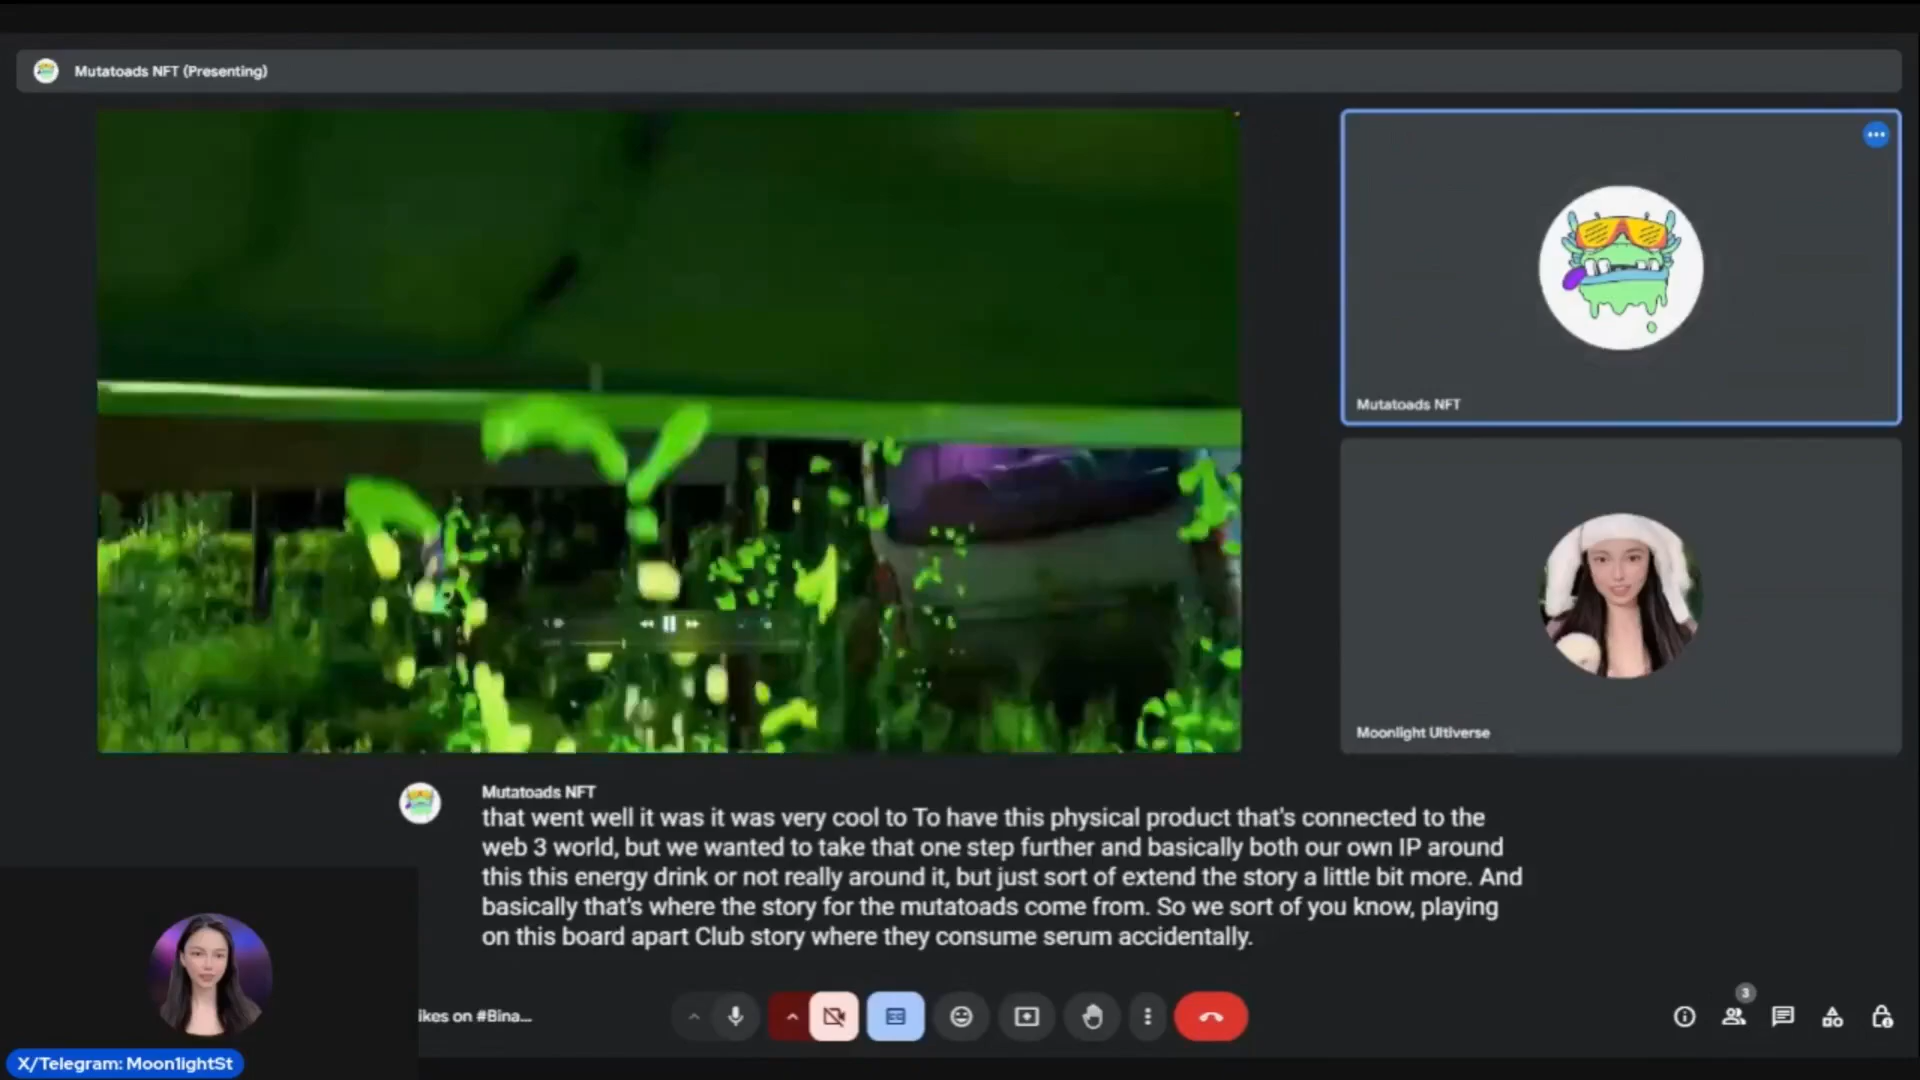 Mutatoads NFT (Presenting)
Mutatoads NFT
Moonlight Ultiverse
Mutatoads NFT
that went well it was it was very cool to To have this physical product that's connected to the
web 3 world, but we wanted to take that one step further and basically both our own IP around
this this energy drink or not really around it, but just sort of extend the story a little bit more. And
basically that's where the story for the mutatoads come from. So we sort of you know, playing
on this board apart Club story where they consume serum accidentally.
ikes on #Bina...
3
X/Telegram: Moon1ightSt